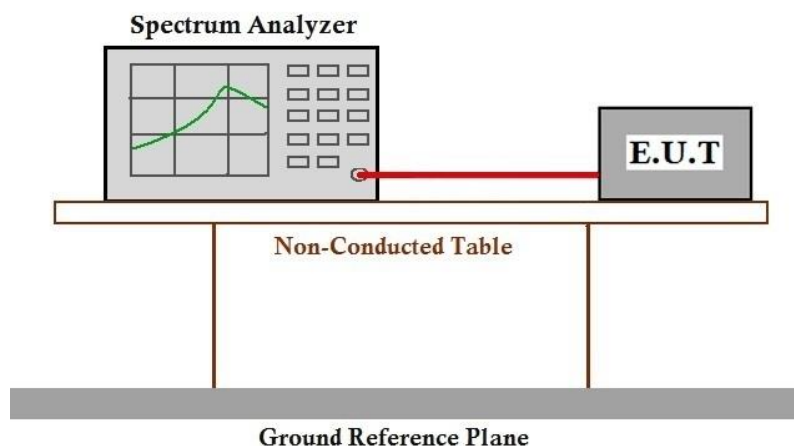 Spectrum Analyzer
E.U.T
Non-Conducted Table
Ground Reference Plane